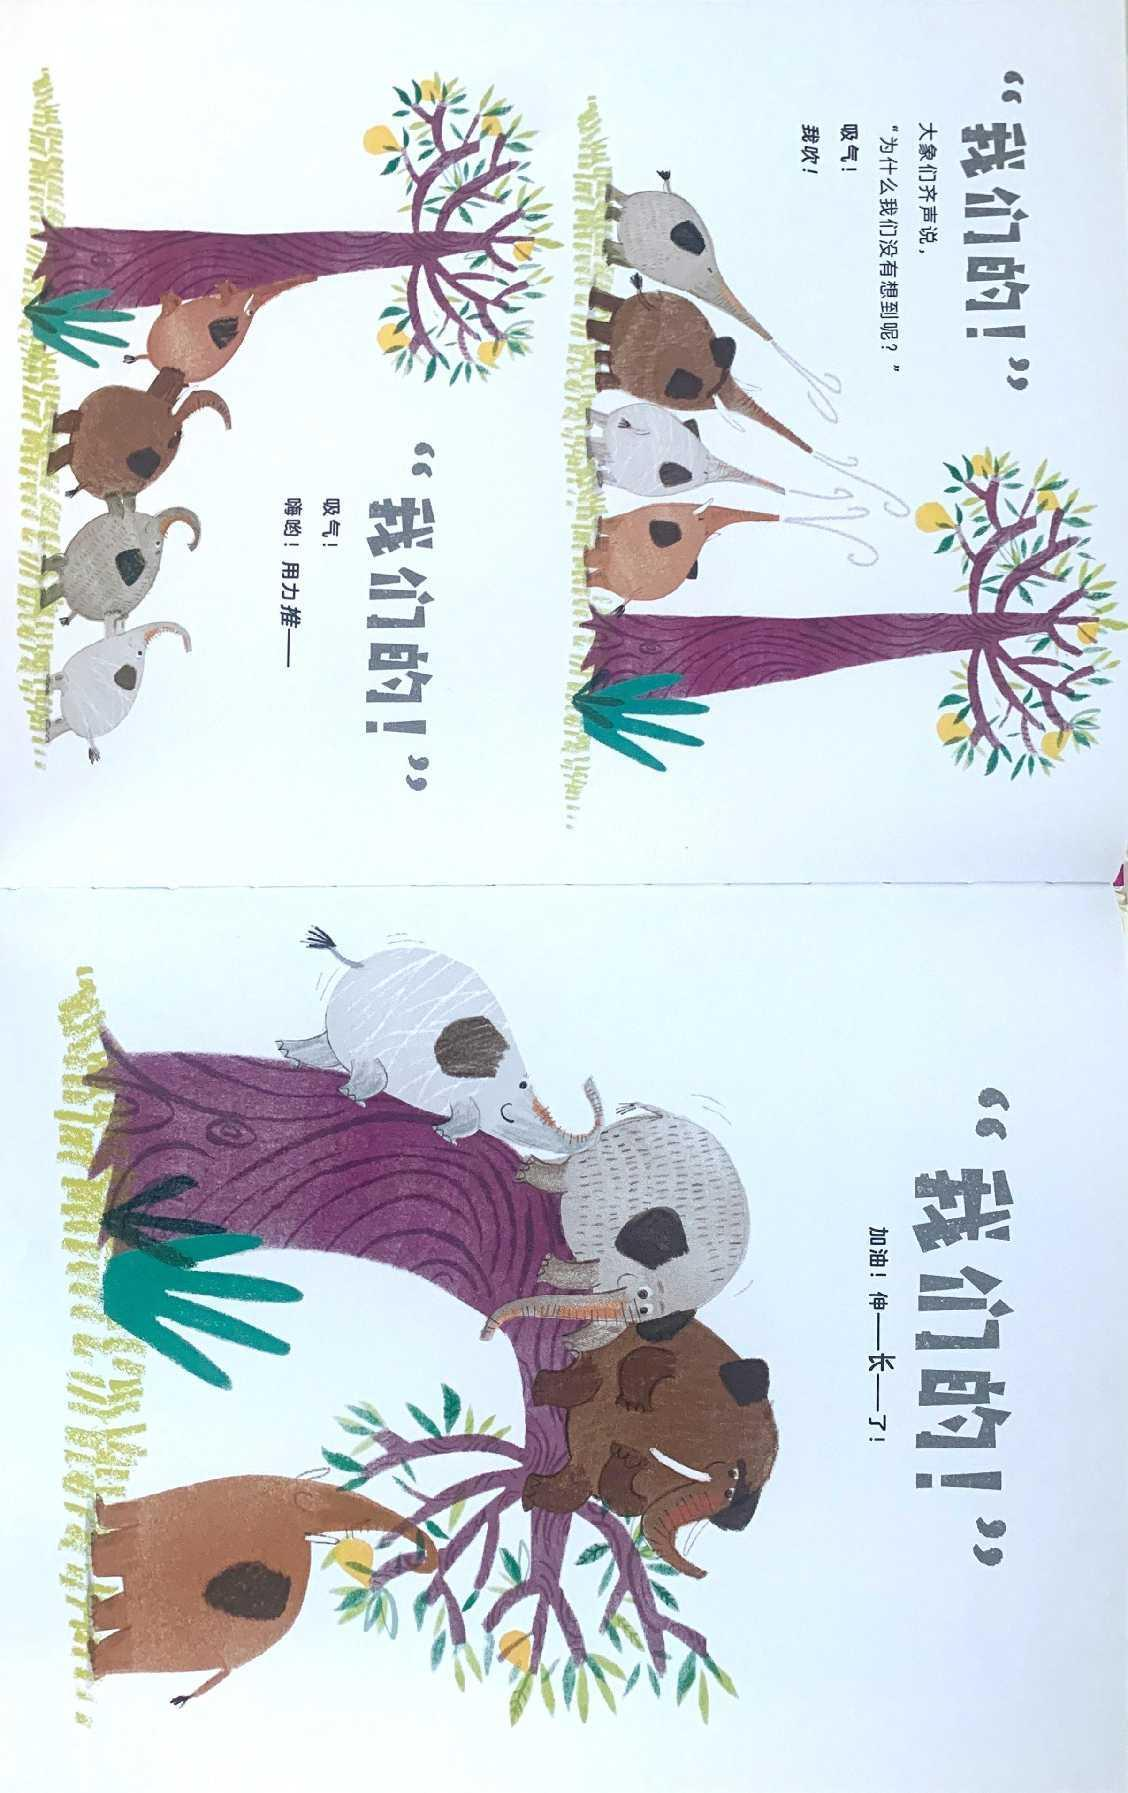 “我们的！”
大象们齐声说，
“为什么我们没有想到呢？”
吸气！
我吹！
“我们的！”
吸气！
嗨哟！用力推——
“我们的！”
加油！伸——长——了！